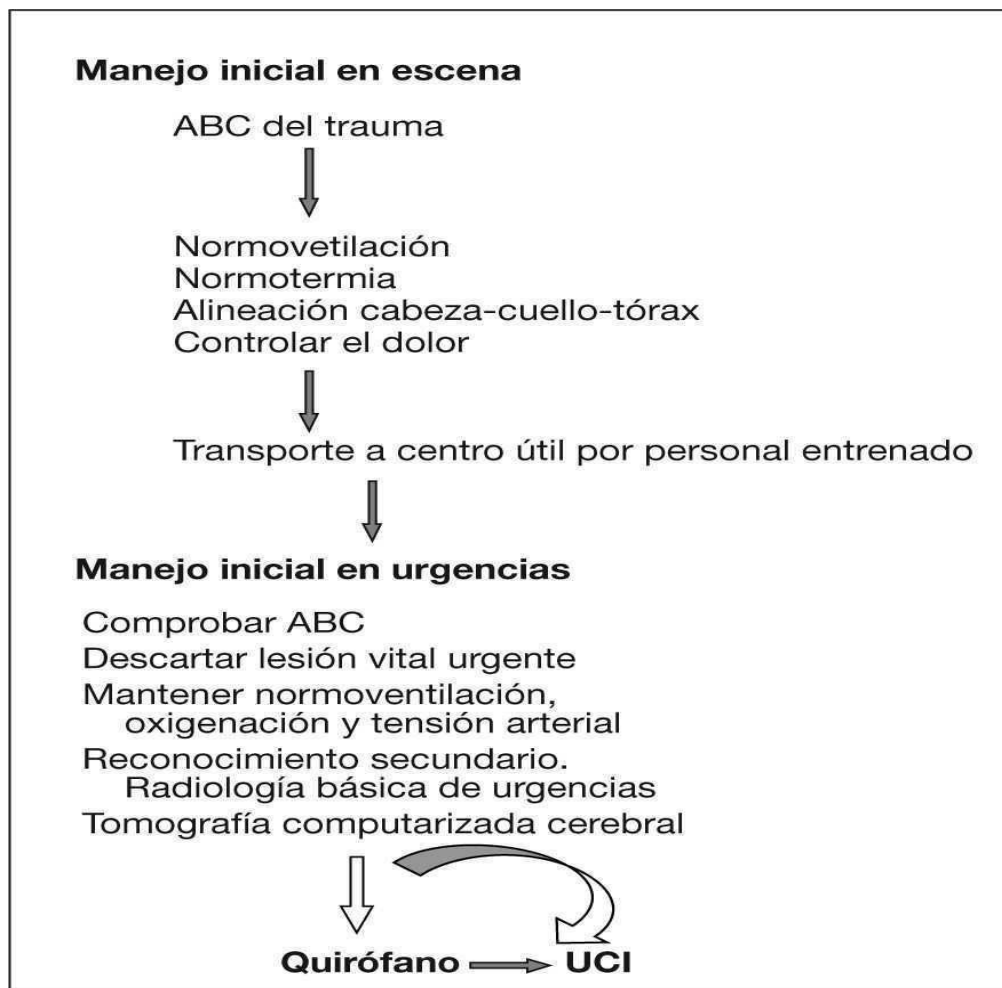 Manejo inicial en escena
ABC del trauma
Normovetilación
Normotermia
Alineación cabeza-cuello-tórax
Controlar el dolor
Transporte a centro útil por personal entrenado
Manejo inicial en urgencias
Comprobar ABC
Descartar lesión vital urgente
Mantener normoventilación,
oxigenación y tensión arterial
Reconocimiento secundario.
Radiología básica de urgencias
Tomografía computarizada cerebral
Quirófano UCI